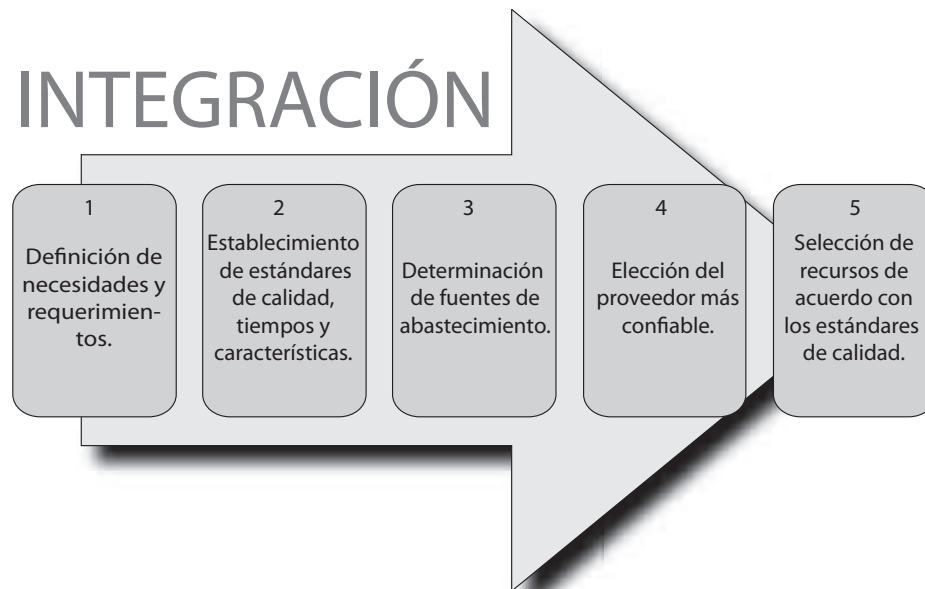 INTEGRACIÓN
1
Definición de
necesidades y
requerimien-
tos.
2
Establecimiento
de estándares
de calidad,
tiempos y
características.
3
Determinación
de fuentes de
abastecimiento.
4
Elección del
proveedor más
confiable.
5
Selección de
recursos de
acuerdo con
los estándares
de calidad.